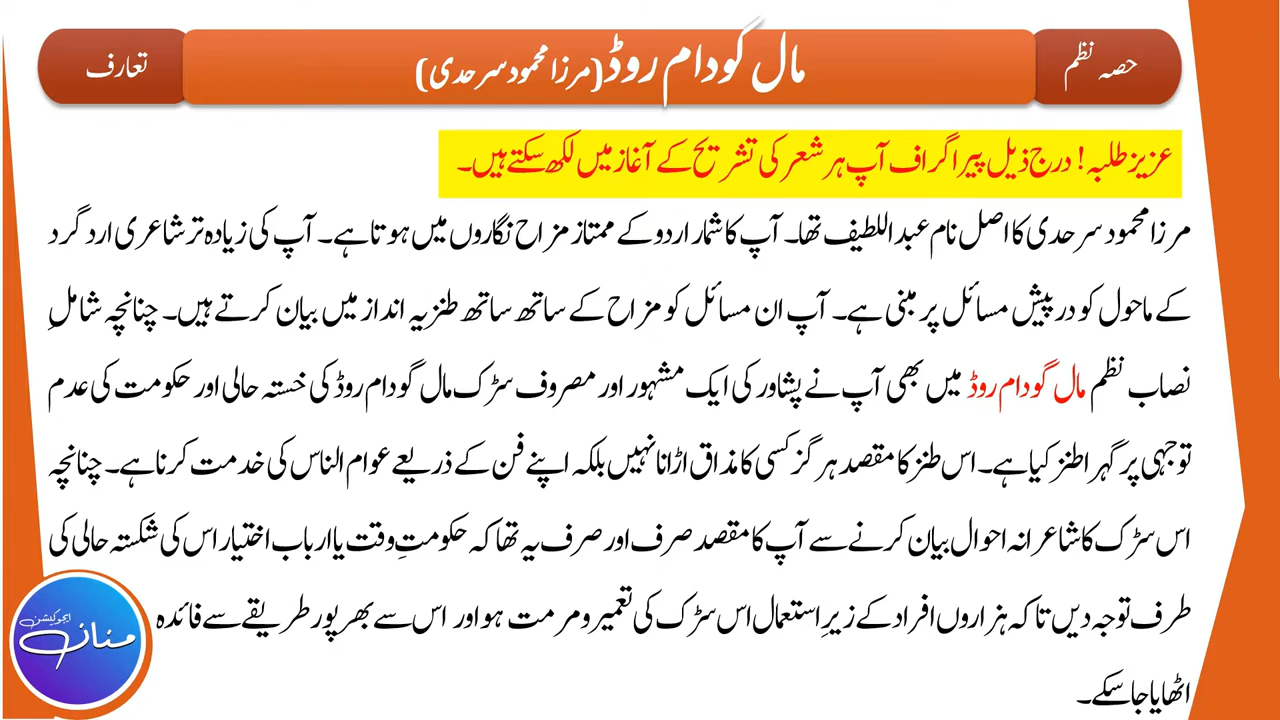 حصہ نظم
مال گودام روڈ (مرزا محمود سرحدی)
تعارف
عزیز طلبہ! درج ذیل پیراگراف آپ ہر شعر کی تشریح کے آغاز میں لکھ سکتے ہیں۔
مرزا محمود سرحدی کا اصل نام عبداللطیف تھا۔ آپ کا شمار اردو کے ممتاز مزاح نگاروں میں ہوتا ہے۔ آپ کی زیادہ تر شاعری اردگرد
کے ماحول کو درپیش مسائل پر مبنی ہے۔ آپ ان مسائل کو مزاح کے ساتھ ساتھ طنزیہ انداز میں بیان کرتے ہیں۔ چنانچہ شاملِ
نصاب نظم مال گودام روڈ میں بھی آپ نے پشاور کی ایک مشہور اور مصروف سڑک مال گودام روڈ کی خستہ حالی اور حکومت کی عدم
توجہی پر گہرا طنز کیا ہے۔ اس طنز کا مقصد ہرگز کسی کا مذاق اڑانا نہیں بلکہ اپنے فن کے ذریعے عوام الناس کی خدمت کرنا ہے۔ چنانچہ
اس سڑک کا شاعرانہ احوال بیان کرنے سے آپ کا مقصد صرف اور صرف یہ تھا کہ حکومتِ وقت یا ارباب اختیار اس کی شکستہ حالی کی
طرف توجہ دیں تاکہ ہزاروں افراد کے زیرِ استعمال اس سڑک کی تعمیر و مرمت ہو اور اس سے بھرپور طریقے سے فائدہ
اٹھایا جا سکے۔
ایجوکیشن
منان